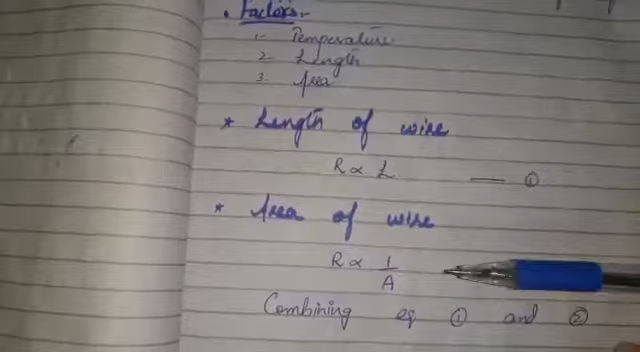 . Factors:-
1- Temperature
2- Length
3- Area
* Length of wire
R ∝ L — ①
* Area of wire
R ∝ 1/A
Combining eq ① and ②